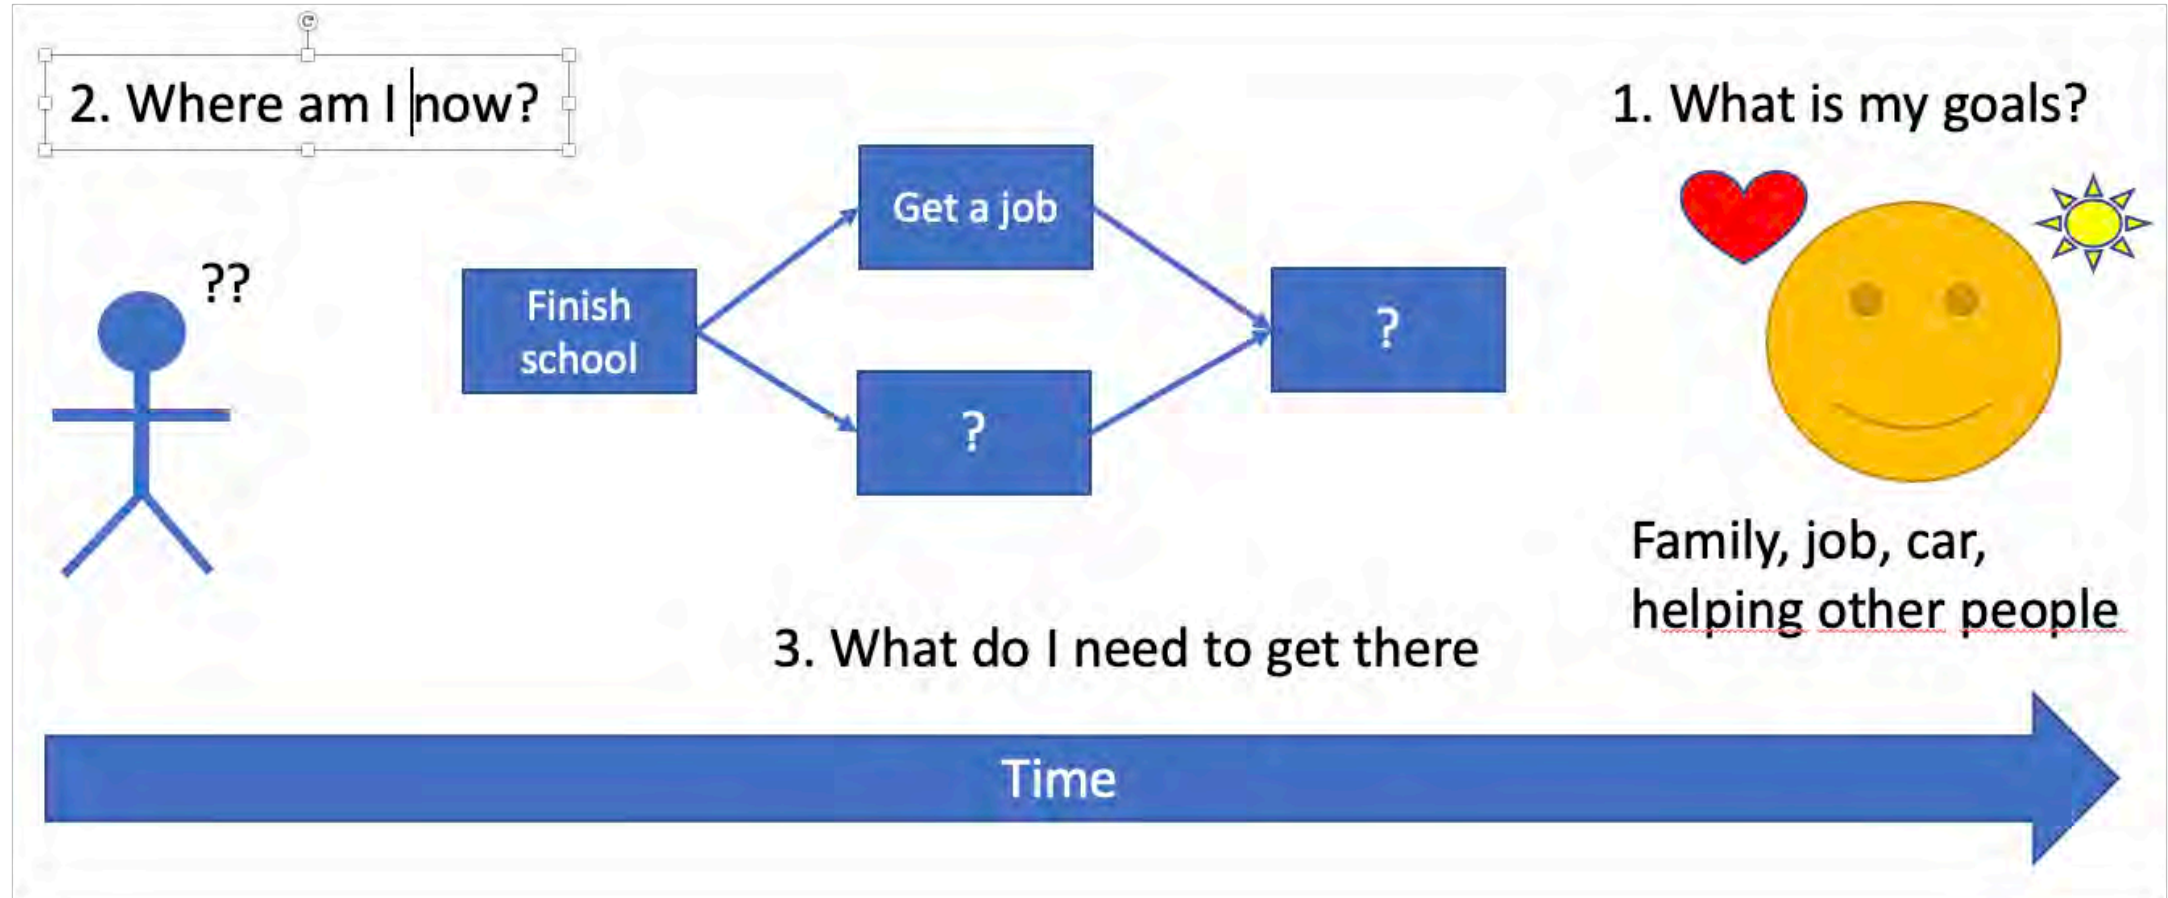 2. Where am I now?
1. What is my goals?
??
Finish
school
Get a job
?
?
Family, job, car,
helping other people
3. What do I need to get there
Time